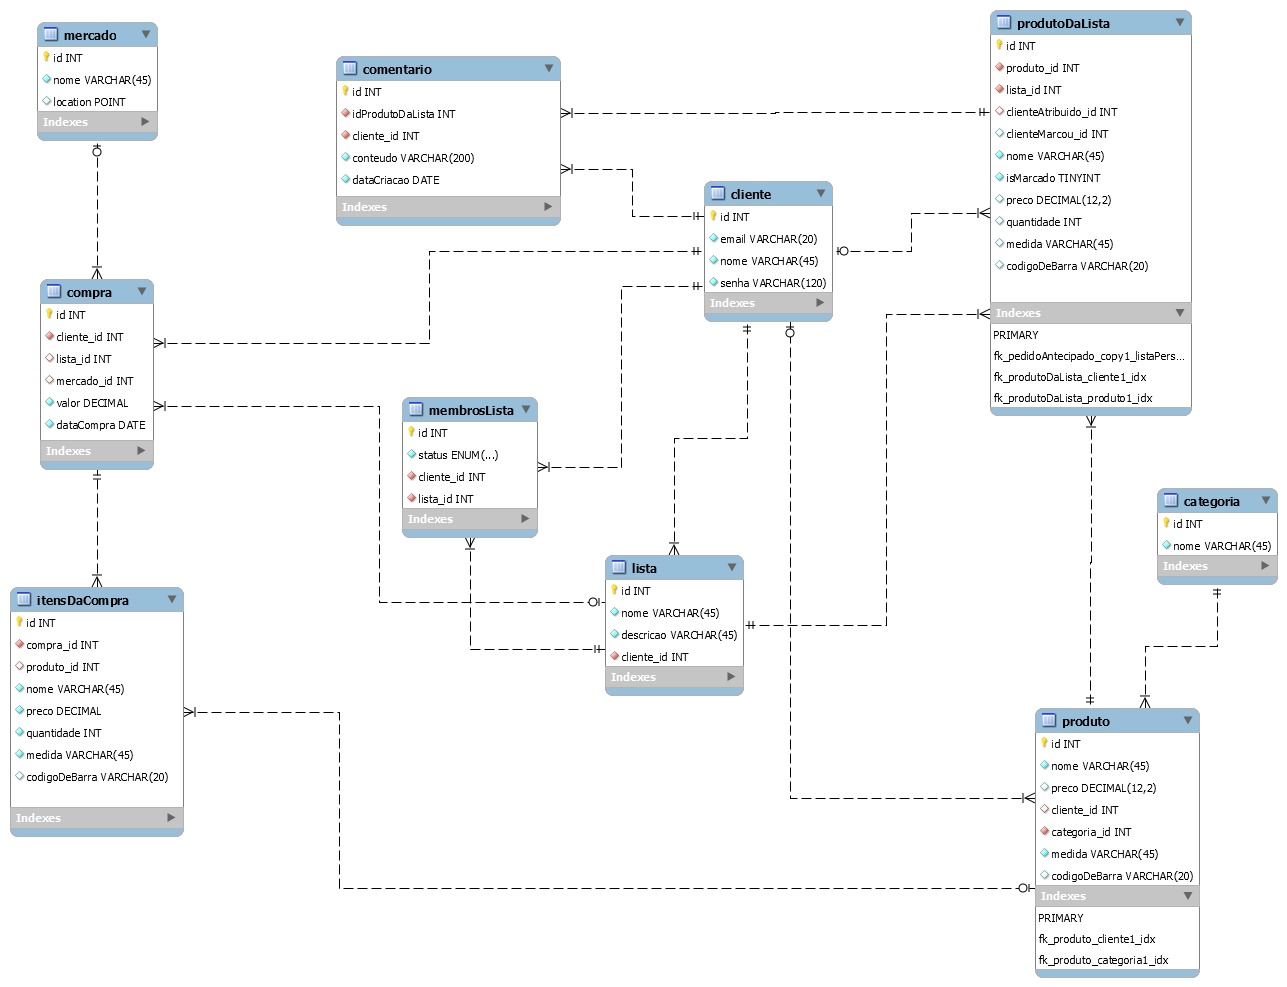 mercado
id INT
nome VARCHAR(45)
location POINT
Indexes
comentario
id INT
idProdutoDaLista INT
cliente_id INT
conteudo VARCHAR(200)
dataCriacao DATE
Indexes
produtoDaLista
id INT
produto_id INT
lista_id INT
clienteAtribuido_id INT
clienteMarcou_id INT
nome VARCHAR(45)
isMarcado TINYINT
preco DECIMAL(12,2)
quantidade INT
medida VARCHAR(45)
codigoDeBarra VARCHAR(20)
Indexes
PRIMARY
fk_pedidoAntecipado_copy1_listaPers...
fk_produtoDaLista_cliente1_idx
fk_produtoDaLista_produto1_idx
cliente
id INT
email VARCHAR(20)
nome VARCHAR(45)
senha VARCHAR(120)
Indexes
compra
id INT
cliente_id INT
lista_id INT
mercado_id INT
valor DECIMAL
dataCompra DATE
Indexes
membrosLista
id INT
status ENUM(...)
cliente_id INT
lista_id INT
Indexes
categoria
id INT
nome VARCHAR(45)
Indexes
lista
id INT
nome VARCHAR(45)
descricao VARCHAR(45)
cliente_id INT
Indexes
itensDaCompra
id INT
compra_id INT
produto_id INT
nome VARCHAR(45)
preco DECIMAL
quantidade INT
medida VARCHAR(45)
codigoDeBarra VARCHAR(20)
Indexes
produto
id INT
nome VARCHAR(45)
preco DECIMAL(12,2)
cliente_id INT
categoria_id INT
medida VARCHAR(45)
codigoDeBarra VARCHAR(20)
Indexes
PRIMARY
fk_produto_cliente1_idx
fk_produto_categoria1_idx